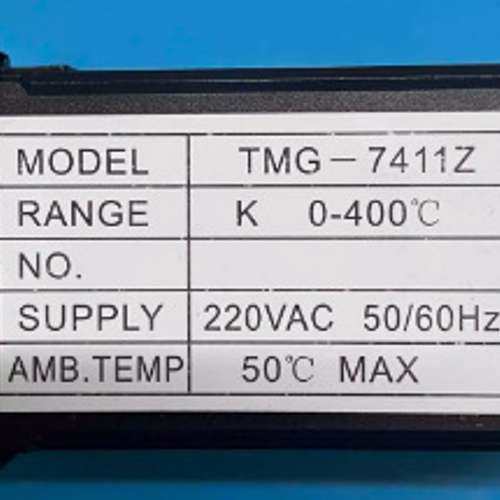 MODEL TMG-7411Z
RANGE K 0-400℃
NO.
SUPPLY 220VAC 50/60Hz
AMB.TEMP 50℃ MAX